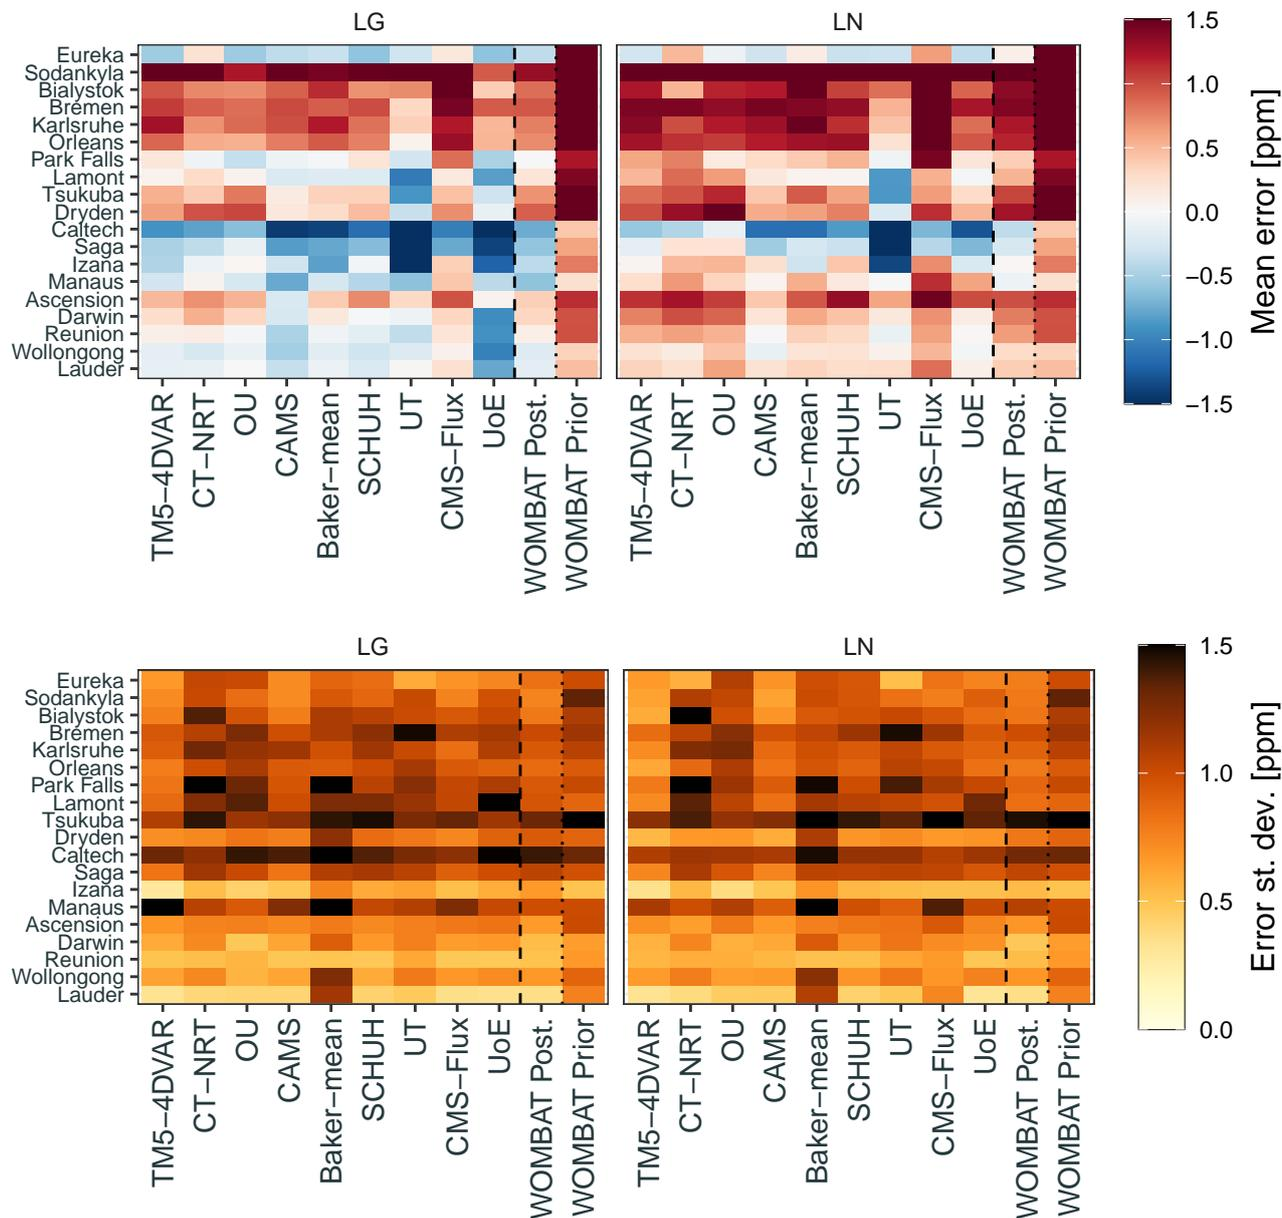 LG
LN
Eureka
Sodankyla
Bialystok
Bremen
Karlsruhe
Orleans
Park Falls
Lamont
Tsukuba
Dryden
Caltech
Saga
Izana
Manaus
Ascension
Darwin
Reunion
Wollongong
Lauder
TM5−4DVAR
CT−NRT
OU
CAMS
Baker−mean
SCHUH
UT
CMS−Flux
UoE
WOMBAT Post.
WOMBAT Prior
TM5−4DVAR
CT−NRT
OU
CAMS
Baker−mean
SCHUH
UT
CMS−Flux
UoE
WOMBAT Post.
WOMBAT Prior
1.5
1.0
0.5
0.0
−0.5
−1.0
−1.5
Mean error [ppm]
LG
LN
Eureka
Sodankyla
Bialystok
Bremen
Karlsruhe
Orleans
Park Falls
Lamont
Tsukuba
Dryden
Caltech
Saga
Izana
Manaus
Ascension
Darwin
Reunion
Wollongong
Lauder
TM5−4DVAR
CT−NRT
OU
CAMS
Baker−mean
SCHUH
UT
CMS−Flux
UoE
WOMBAT Post.
WOMBAT Prior
TM5−4DVAR
CT−NRT
OU
CAMS
Baker−mean
SCHUH
UT
CMS−Flux
UoE
WOMBAT Post.
WOMBAT Prior
1.5
1.0
0.5
0.0
Error st. dev. [ppm]